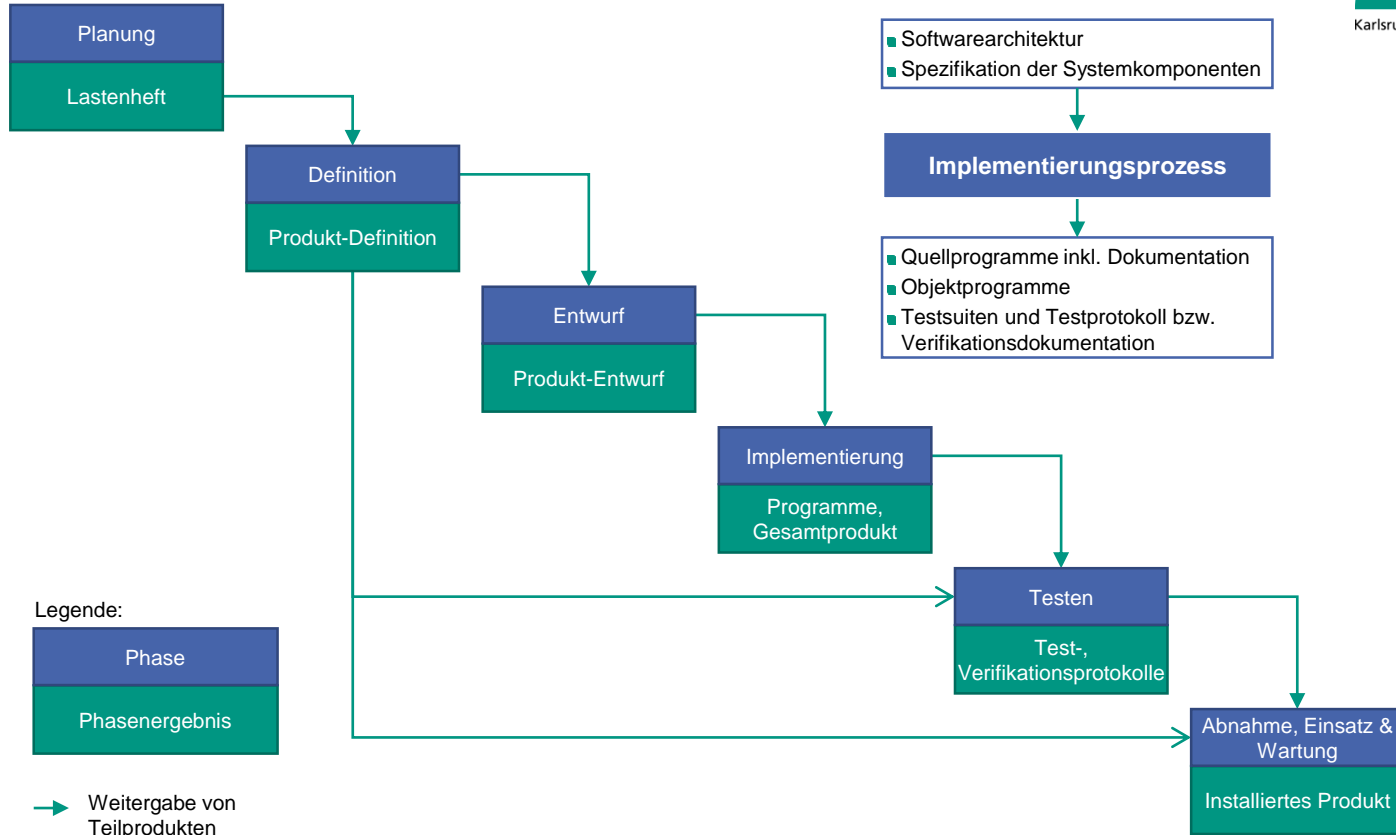 Planung
Lastenheft
Definition
Produkt-Definition
Entwurf
Produkt-Entwurf
Implementierung
Programme,
Gesamtprodukt
Testen
Test-,
Verifikationsprotokolle
Abnahme, Einsatz &
Wartung
Installiertes Produkt
Softwarearchitektur
Spezifikation der Systemkomponenten
Implementierungsprozess
Quellprogramme inkl. Dokumentation
Objektprogramme
Testsuiten und Testprotokoll bzw.
Verifikationsdokumentation
Legende:
Phase
Phasenergebnis
Weitergabe von
Teilprodukten